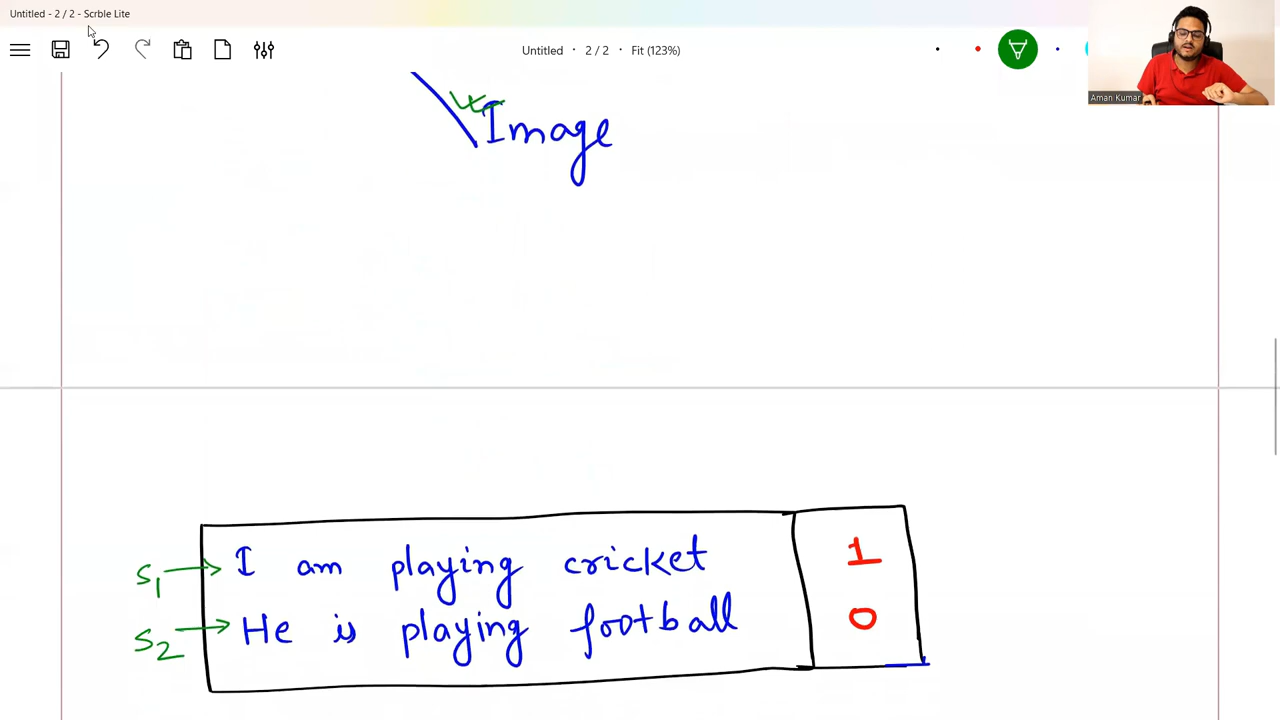 Untitled - 2 / 2 - Scrble Lite
Untitled • 2 / 2 • Fit (123%)
Aman Kumar
Image
S1 → I am playing cricket 1
S2 → He is playing football 0